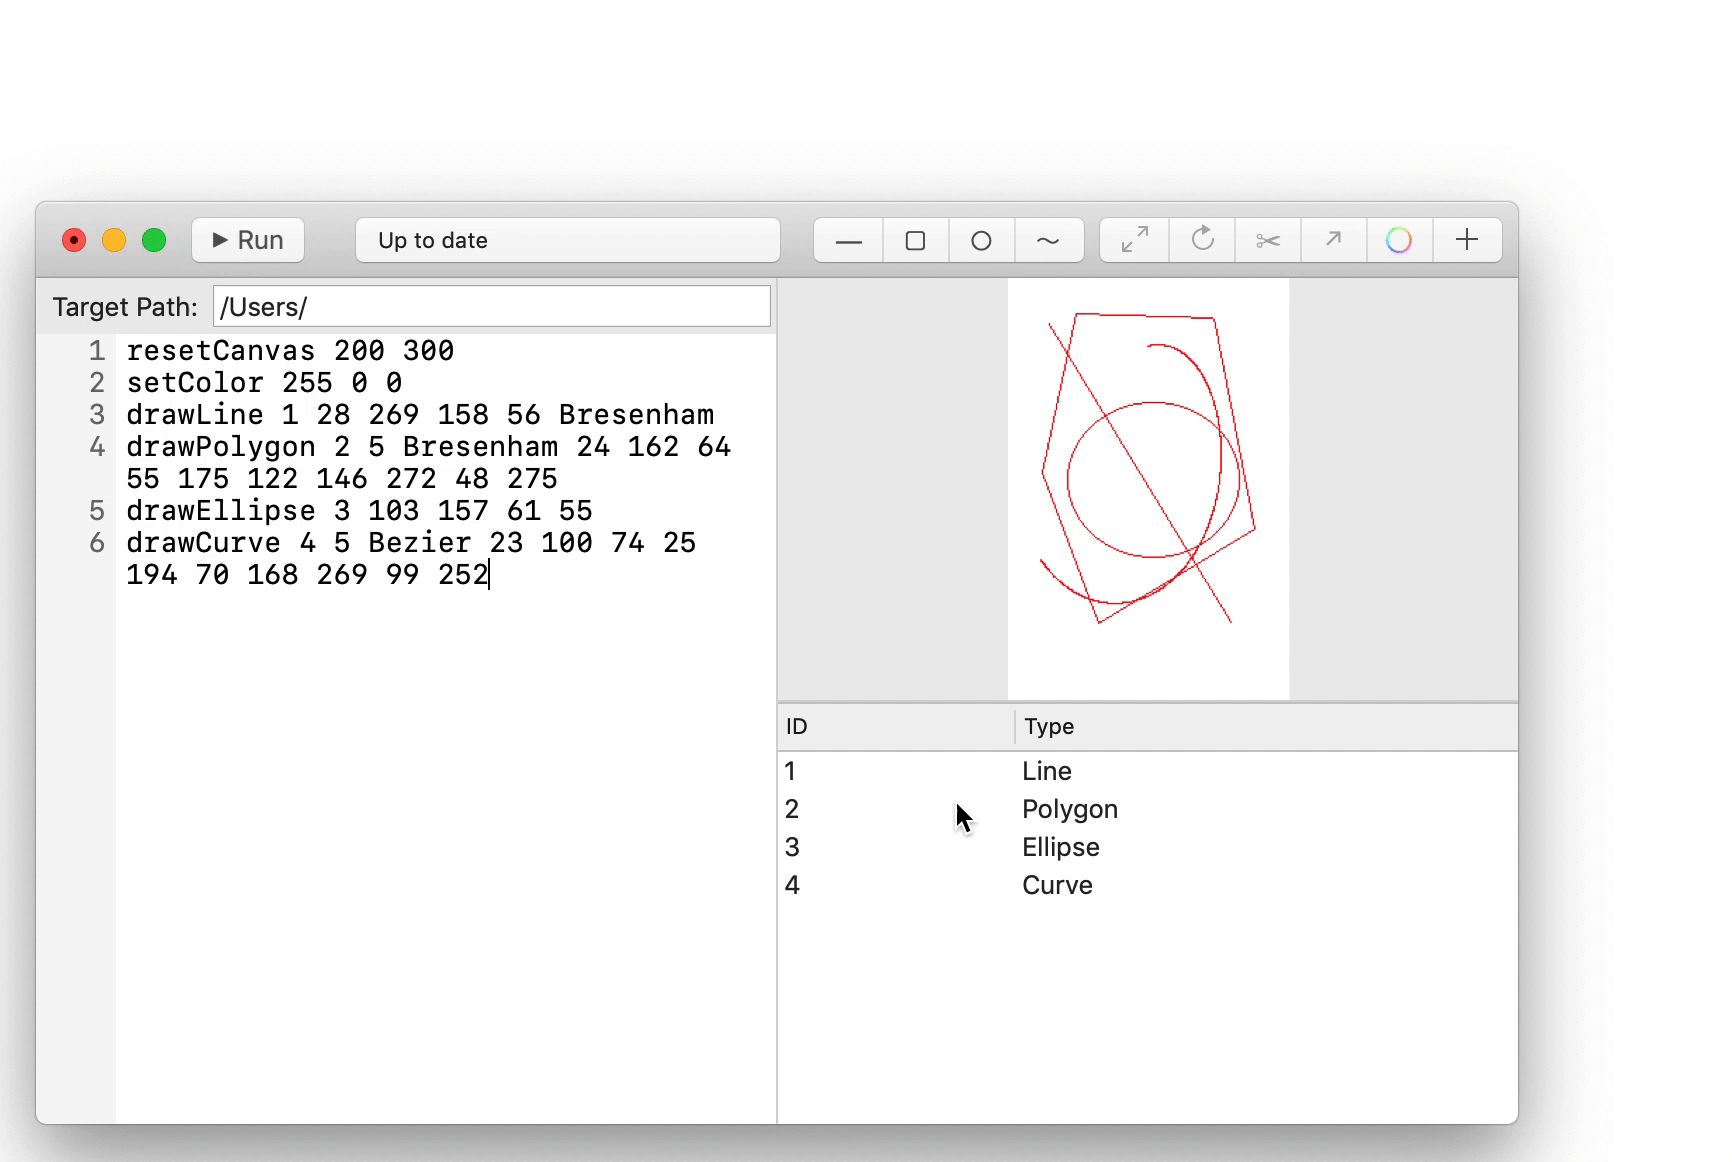 Run
Up to date
Target Path: /Users/
1 resetCanvas 200 300
2 setColor 255 0 0
3 drawLine 1 28 269 158 56 Bresenham
4 drawPolygon 2 5 Bresenham 24 162 64
55 175 122 146 272 48 275
5 drawEllipse 3 103 157 61 55
6 drawCurve 4 5 Bezier 23 100 74 25
194 70 168 269 99 252
ID Type
1 Line
2 Polygon
3 Ellipse
4 Curve